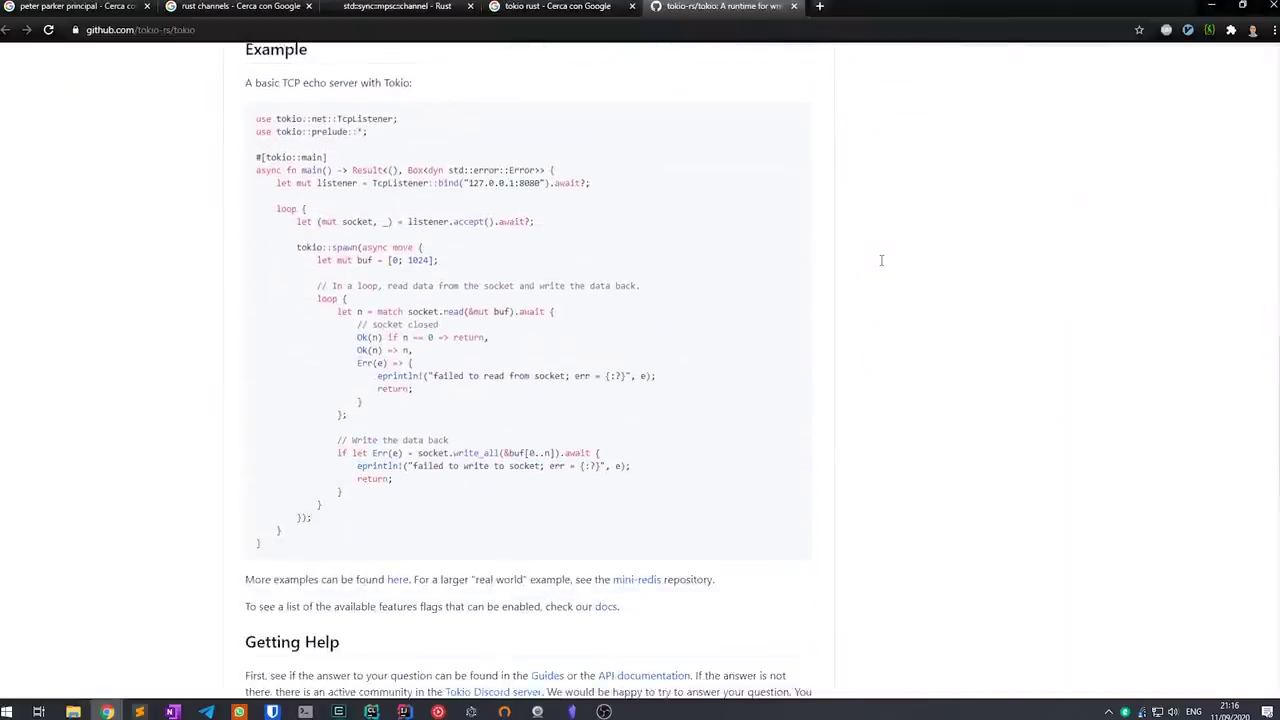 peter parker principal - Cerca co
rust channels - Cerca con Google
std::sync::mpsc::channel - Rust
tokio rust - Cerca con Google
tokio-rs/tokio: A runtime for wri
github.com/tokio-rs/tokio
Example
A basic TCP echo server with Tokio:
use tokio::net::TcpListener;
use tokio::prelude::*;
#[tokio::main]
async fn main() -> Result<(), Box<dyn std::error::Error>> {
let mut listener = TcpListener::bind("127.0.0.1:8080").await?;
loop {
let (mut socket, _) = listener.accept().await?;
tokio::spawn(async move {
let mut buf = [0; 1024];
// In a loop, read data from the socket and write the data back.
loop {
let n = match socket.read(&mut buf).await {
// socket closed
Ok(n) if n == 0 => return,
Ok(n) => n,
Err(e) => {
eprintln!("failed to read from socket; err = {:?}", e);
return;
}
};
// Write the data back
if let Err(e) = socket.write_all(&buf[0..n]).await {
eprintln!("failed to write to socket; err = {:?}", e);
return;
}
}
});
}
}
More examples can be found here. For a larger "real world" example, see the mini-redis repository.
To see a list of the available features flags that can be enabled, check our docs.
Getting Help
First, see if the answer to your question can be found in the Guides or the API documentation. If the answer is not
there, there is an active community in the Tokio Discord server. We would be happy to try to answer your question. You
ENG
21:16
11/09/2020